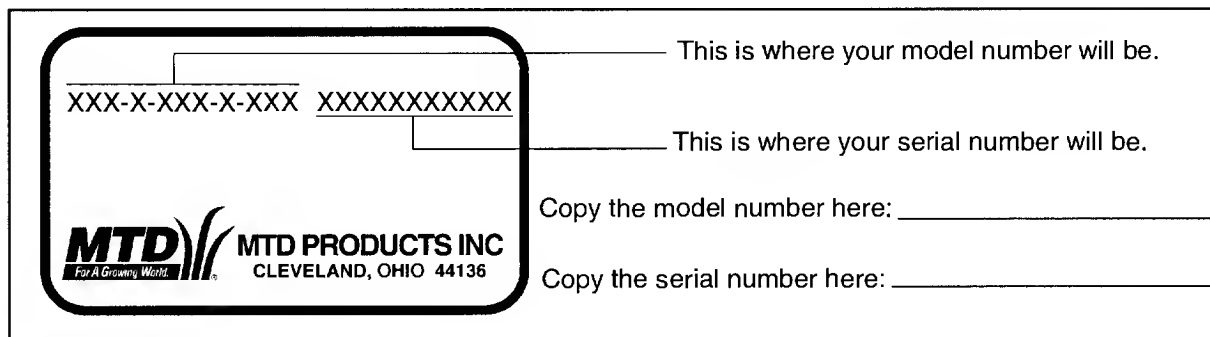 This is where your model number will be.
XXX-X-XXX-X-XXX XXXXXXXXXXX
This is where your serial number will be.
Copy the model number here:
MTD
For A Growing World.
MTD PRODUCTS INC
CLEVELAND, OHIO 44136
Copy the serial number here: